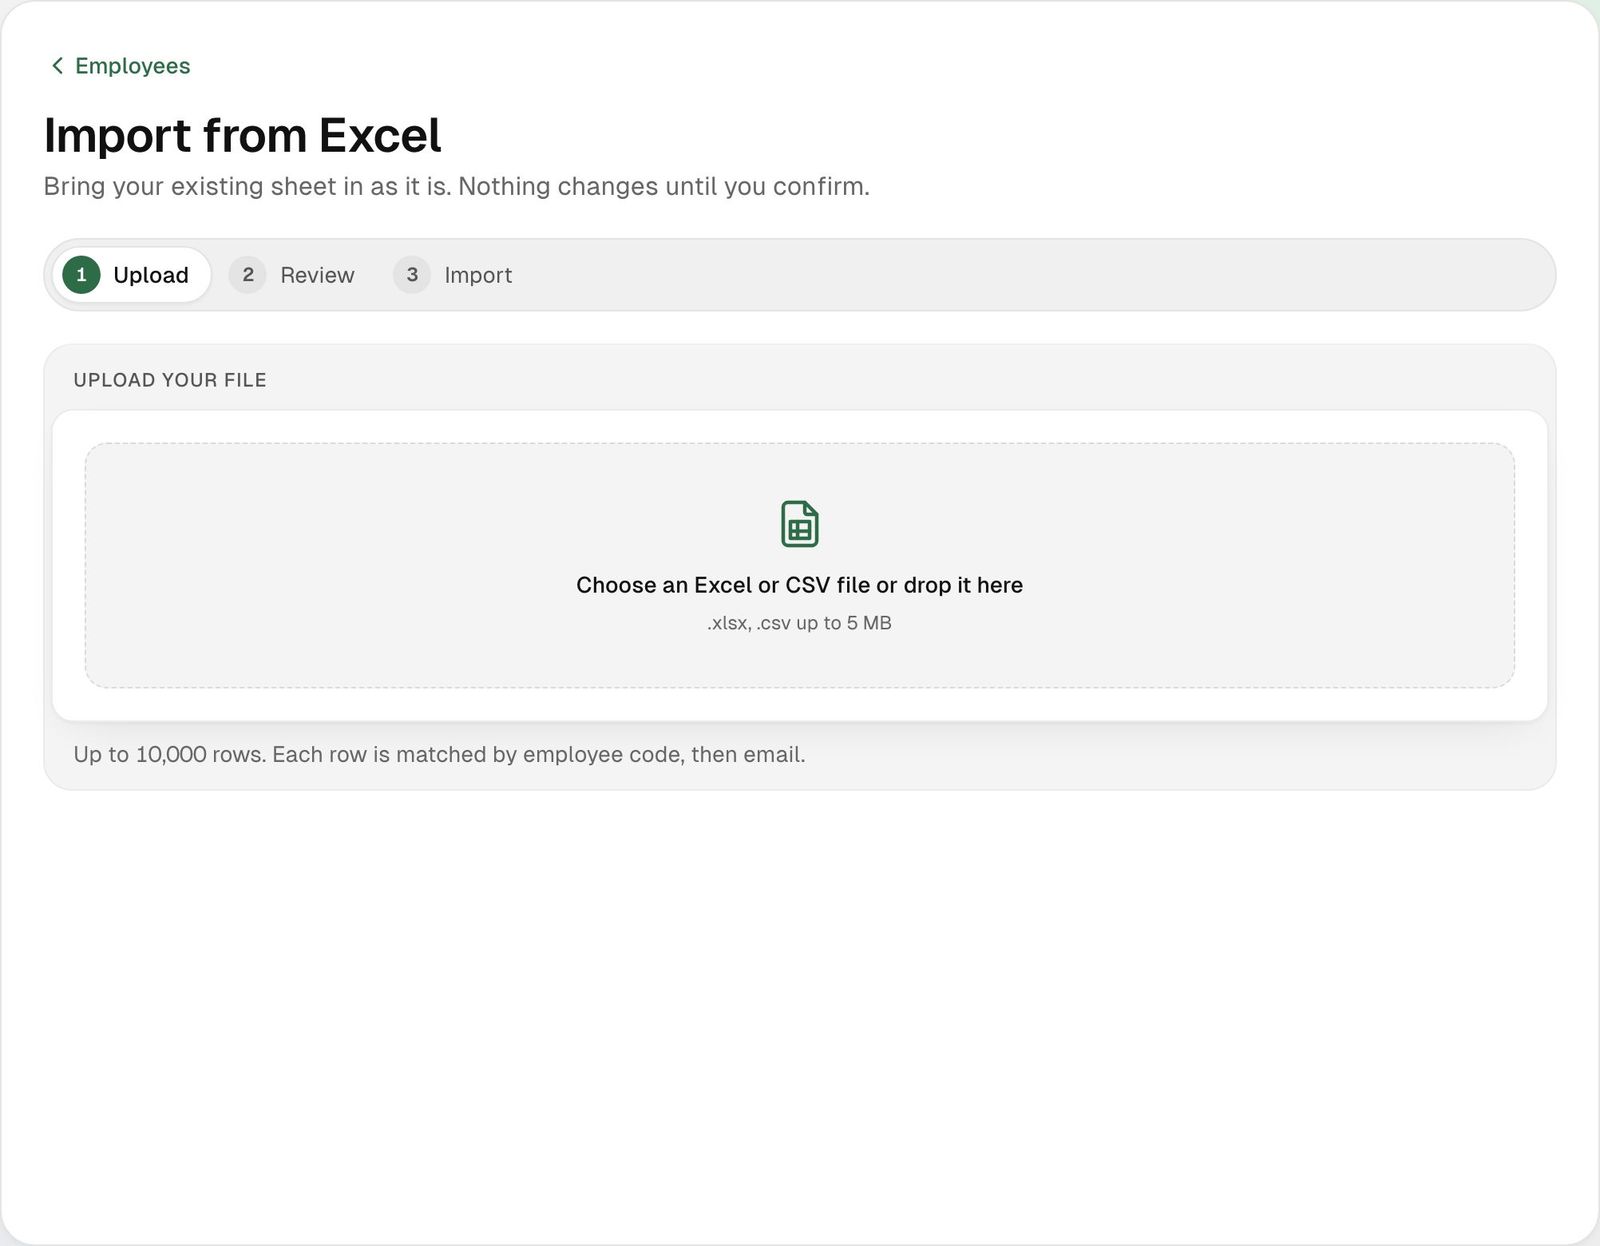 Employees
Import from Excel
Bring your existing sheet in as it is. Nothing changes until you confirm.
1 Upload 2 Review 3 Import
UPLOAD YOUR FILE
Choose an Excel or CSV file or drop it here
.xlsx, .csv up to 5 MB
Up to 10,000 rows. Each row is matched by employee code, then email.